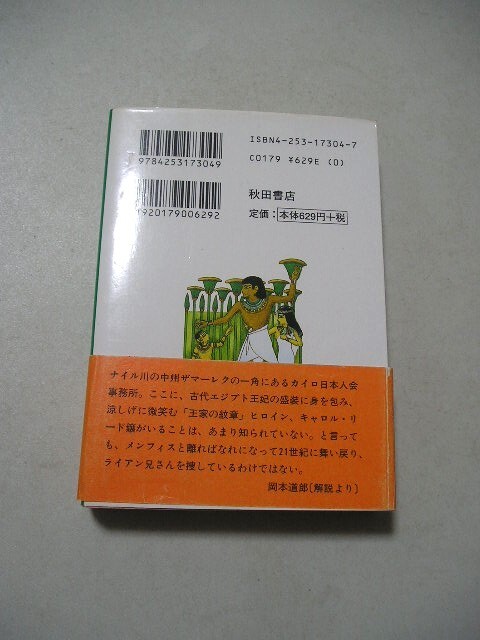 ISBN4-253-17304-7
9784253173049
C0179 ¥629E (0)
1920179006292
秋田書店
定価：本体629円＋税
ナイル川の中州ザマーレクの一角にあるカイロ日本人会
事務所。ここに、古代エジプト王妃の盛装に身を包み、
涼しげに微笑む「王家の紋章」ヒロイン、キャロル・リ
ード嬢がいることは、あまり知られていない。と言って
も、メンフィスと離ればなれになって21世紀に舞い戻り、
ライアン兄さんを捜しているわけではない。
岡本道郎〔解説より〕